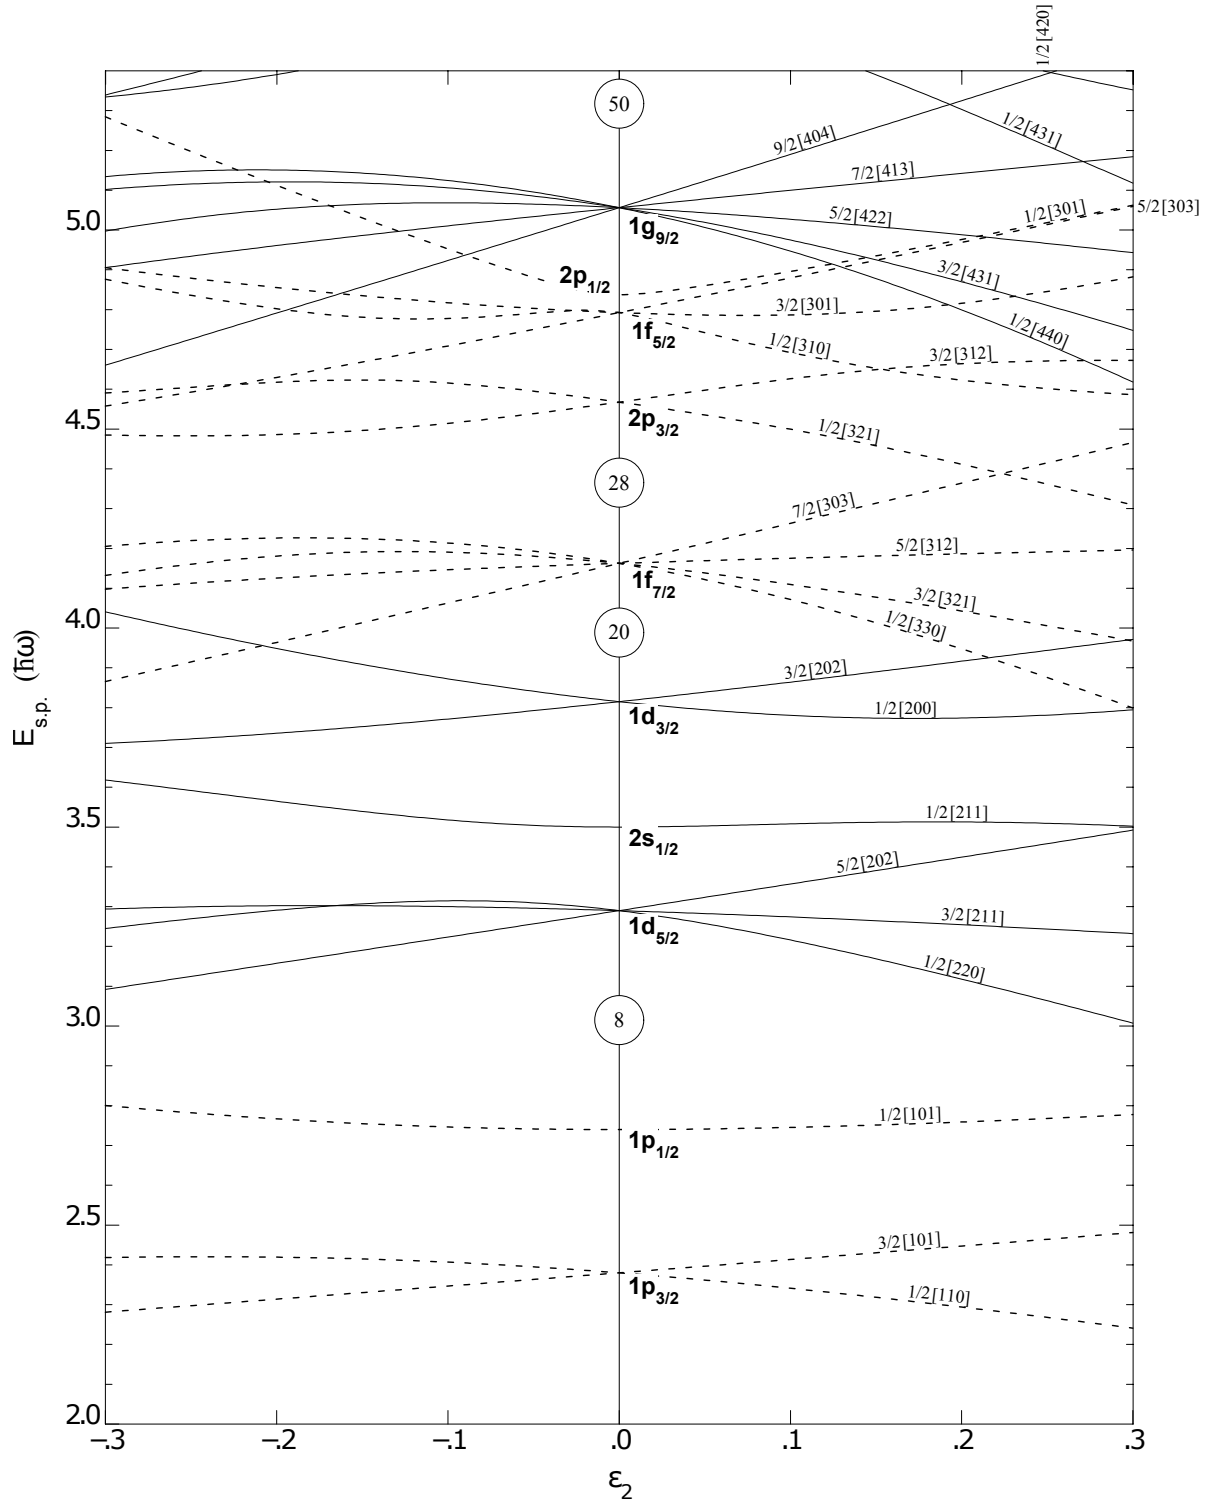 1/2[420]
50
1/2[431]
9/2[404]
7/2[413]
5.0
1g9/2
5/2[422]
1/2[301]
5/2[303]
2p1/2
3/2[431]
3/2[301]
1f5/2
1/2[310]
3/2[312]
1/2[440]
4.5
2p3/2
1/2[321]
28
7/2[303]
5/2[312]
1f7/2
3/2[321]
4.0
20
1/2[330]
3/2[202]
Es.p. (ħω)
1d3/2
1/2[200]
3.5
1/2[211]
2s1/2
5/2[202]
3/2[211]
1d5/2
1/2[220]
3.0
8
1/2[101]
1p1/2
2.5
3/2[101]
1p3/2
1/2[110]
2.0
−.3 −.2 −.1 .0 .1 .2 .3
ε2